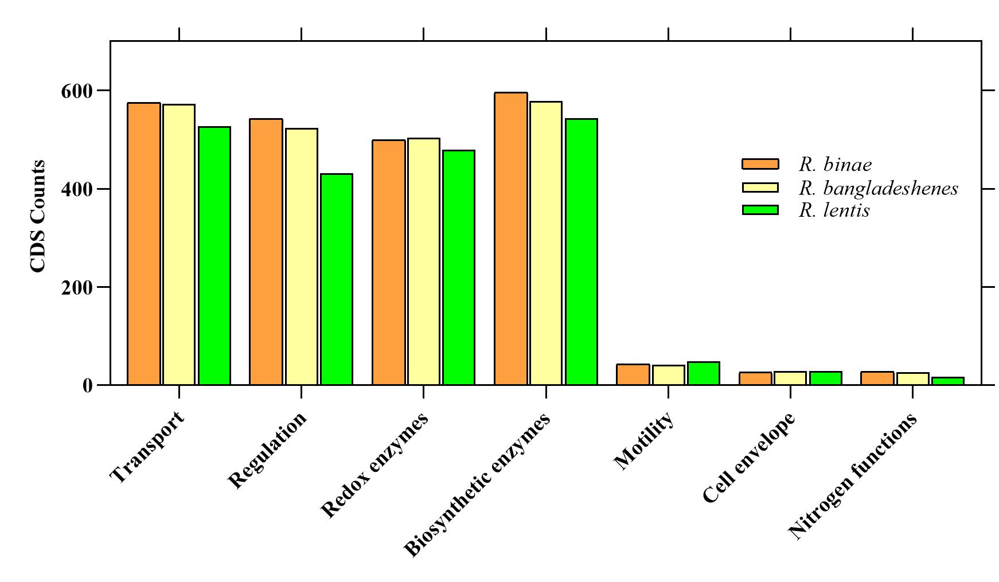 600
400
200
0
CDS Counts
R. binae
R. bangladeshenes
R. lentis
Transport
Regulation
Redox enzymes
Biosynthetic enzymes
Motility
Cell envelope
Nitrogen functions